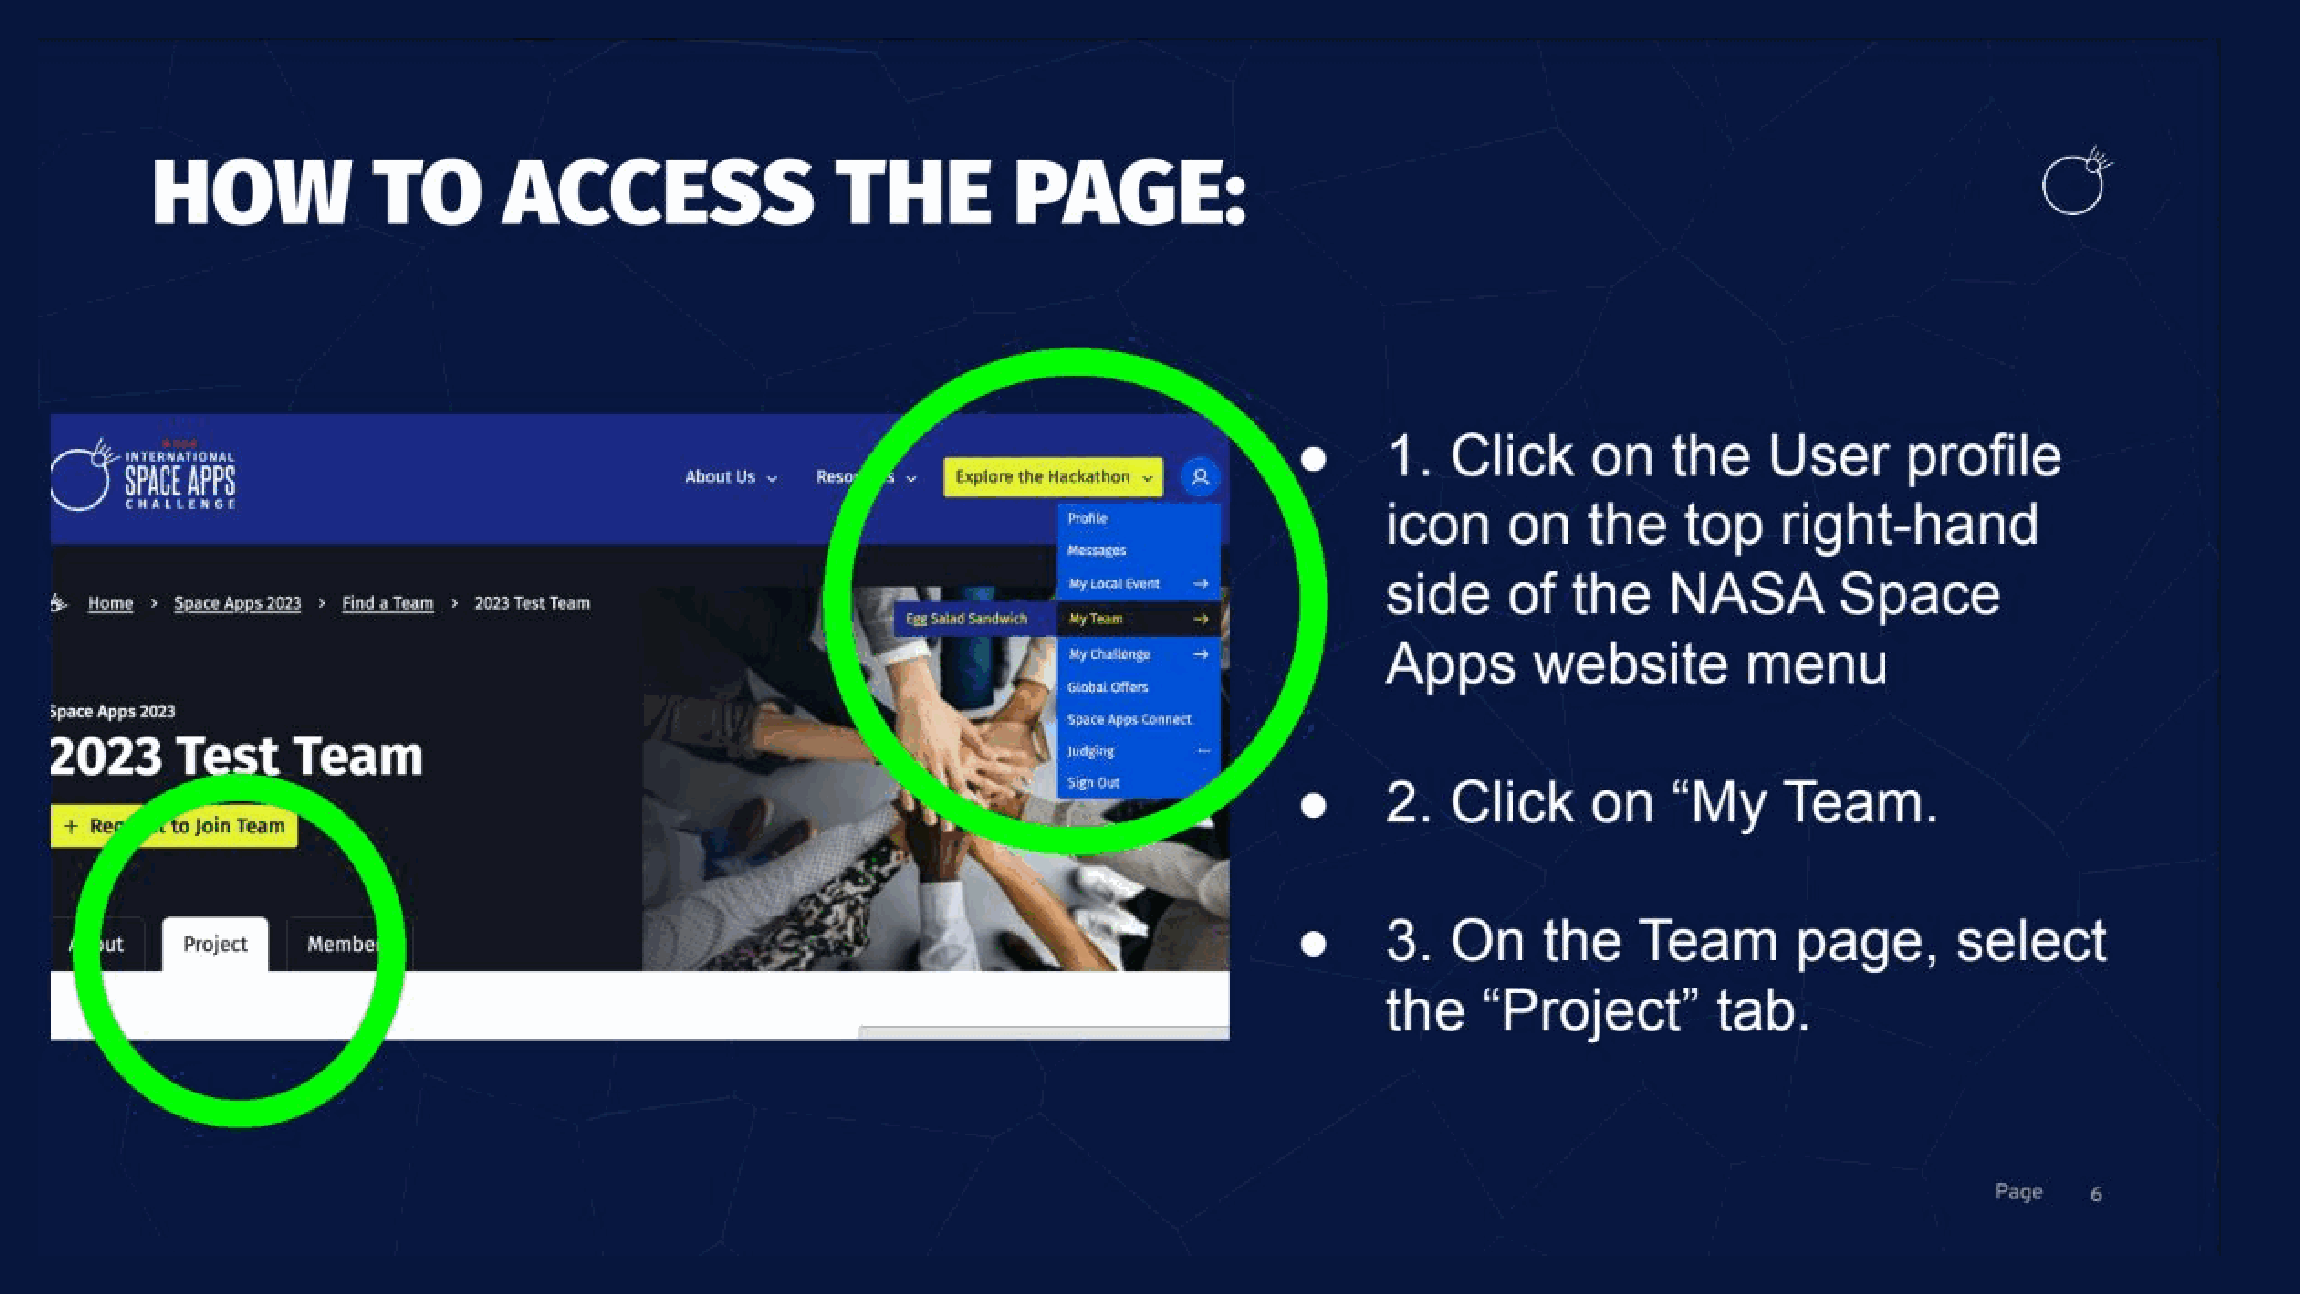 HOW TO ACCESS THE PAGE:
INTERNATIONAL
SPACE APPS
CHALLENGE
About Us
Explore the Hackathon
Profile
Messages
My Local Event
Egg Salad Sandwich
My Team
My Challenge
Global Offers
Space Apps Connect
Judging
Sign Out
Home > Space Apps 2023 > Find a Team > 2023 Test Team
Space Apps 2023
2023 Test Team
+ to Join Team
Project
● 1. Click on the User profile
icon on the top right-hand
side of the NASA Space
Apps website menu
● 2. Click on “My Team.
● 3. On the Team page, select
the “Project” tab.
Page 6